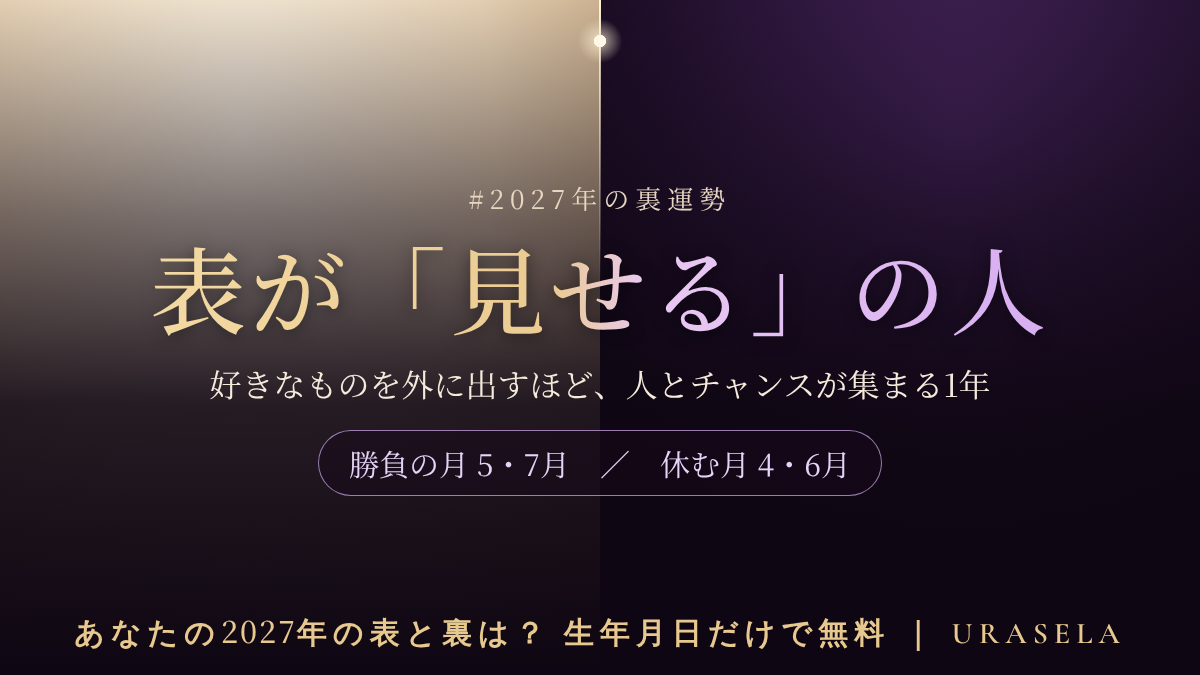 #2027年の裏運勢
表が「見せる」の人
好きなものを外に出すほど、人とチャンスが集まる1年
勝負の月 5・7月　／　休む月 4・6月
あなたの2027年の表と裏は？ 生年月日だけで無料 ｜ URASELA